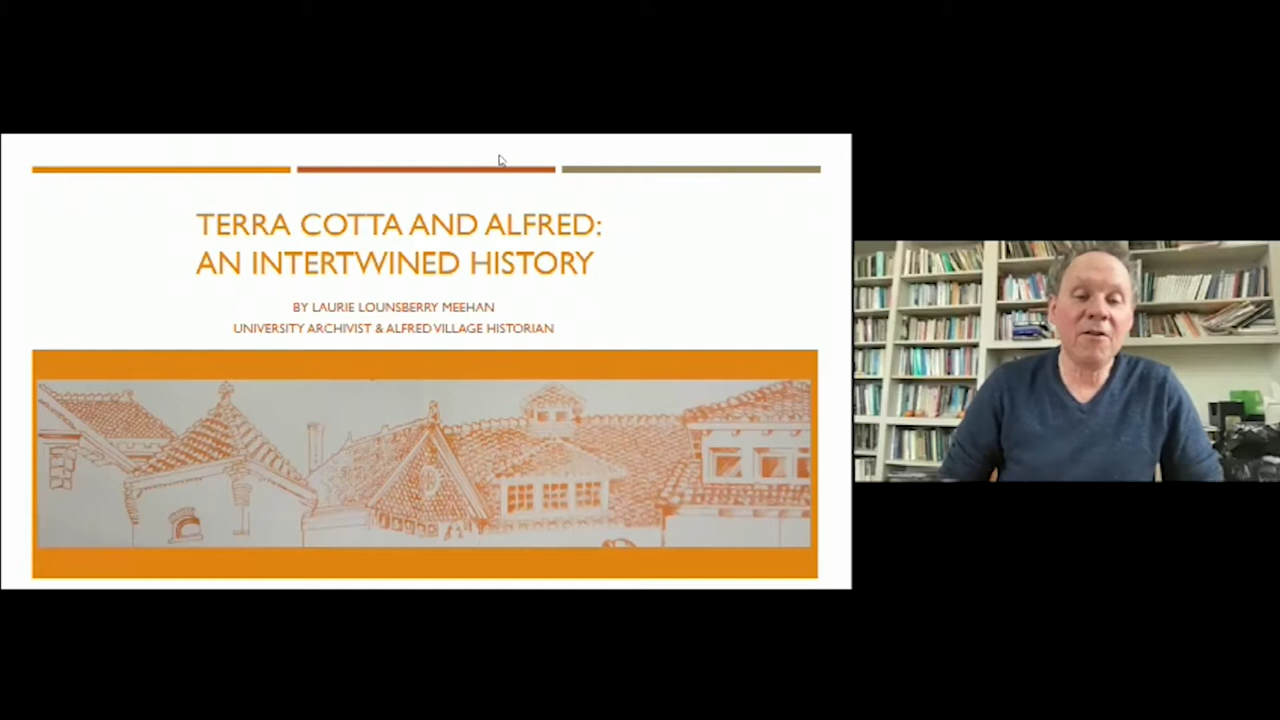 TERRA COTTA AND ALFRED:
AN INTERTWINED HISTORY
BY LAURIE LOUNSBERRY MEEHAN
UNIVERSITY ARCHIVIST & ALFRED VILLAGE HISTORIAN